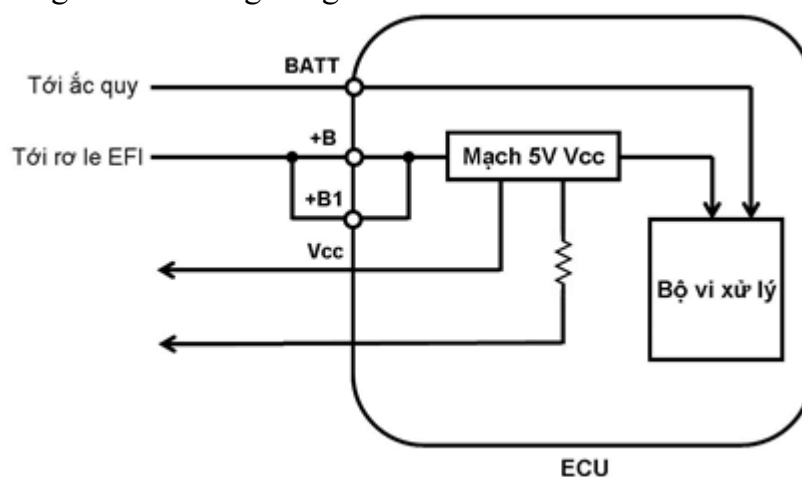 BATT
Tới ắc quy
+B
Tới rơ le EFI
Mạch 5V Vcc
+B1
Vcc
Bộ vi xử lý
ECU